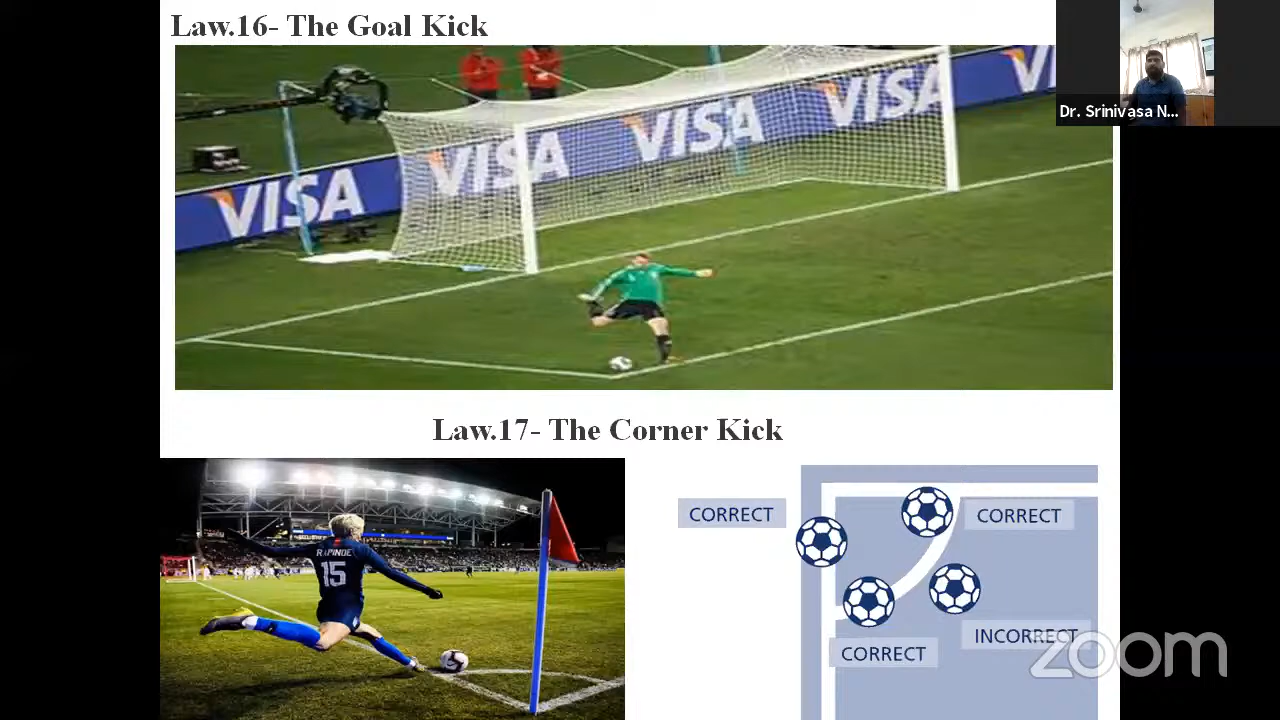 Law.16- The Goal Kick
VISA
VISA
VISA
Dr. Srinivasa N...
Law.17- The Corner Kick
RAPINOE
15
CORRECT
CORRECT
INCORRECT
CORRECT
zoom